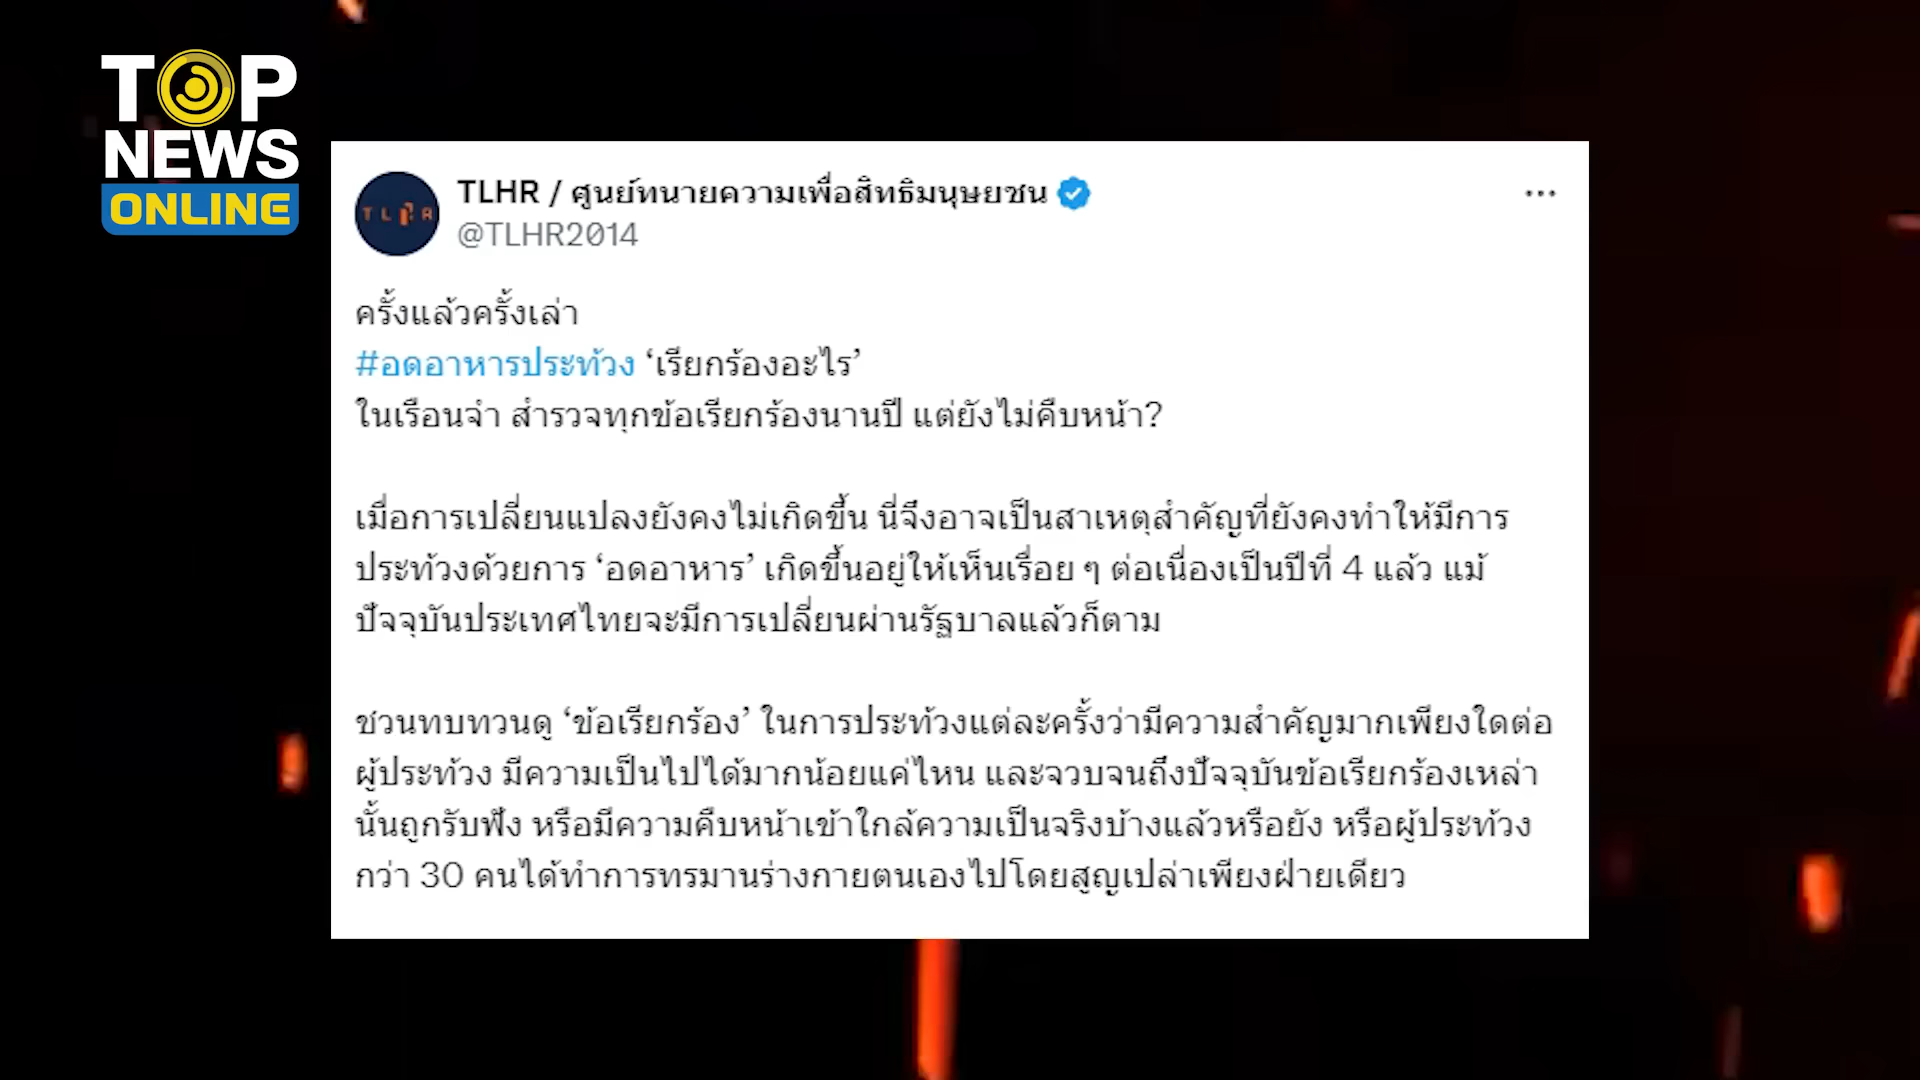 TOP
NEWS
ONLINE
TLHR / ศูนย์ทนายความเพื่อสิทธิมนุษยชน
@TLHR2014
TLHR
ครั้งแล้วครั้งเล่า
#อดอาหารประท้วง ‘เรียกร้องอะไร’
ในเรือนจำ สำรวจทุกข้อเรียกร้องนานปี แต่ยังไม่คืบหน้า?
เมื่อการเปลี่ยนแปลงยังคงไม่เกิดขึ้น นี่จึงอาจเป็นสาเหตุสำคัญที่ยังคงทำให้มีการ
ประท้วงด้วยการ ‘อดอาหาร’ เกิดขึ้นอยู่ให้เห็นเรื่อย ๆ ต่อเนื่องเป็นปีที่ 4 แล้ว แม้
ปัจจุบันประเทศไทยจะมีการเปลี่ยนผ่านรัฐบาลแล้วก็ตาม
ชวนทบทวนดู ‘ข้อเรียกร้อง’ ในการประท้วงแต่ละครั้งว่ามีความสำคัญมากเพียงใดต่อ
ผู้ประท้วง มีความเป็นไปได้มากน้อยแค่ไหน และจวบจนถึงปัจจุบันข้อเรียกร้องเหล่า
นั้นถูกรับฟัง หรือมีความคืบหน้าเข้าใกล้ความเป็นจริงบ้างแล้วหรือยัง หรือผู้ประท้วง
กว่า 30 คนได้ทำการทรมานร่างกายตนเองไปโดยสูญเปล่าเพียงฝ่ายเดียว